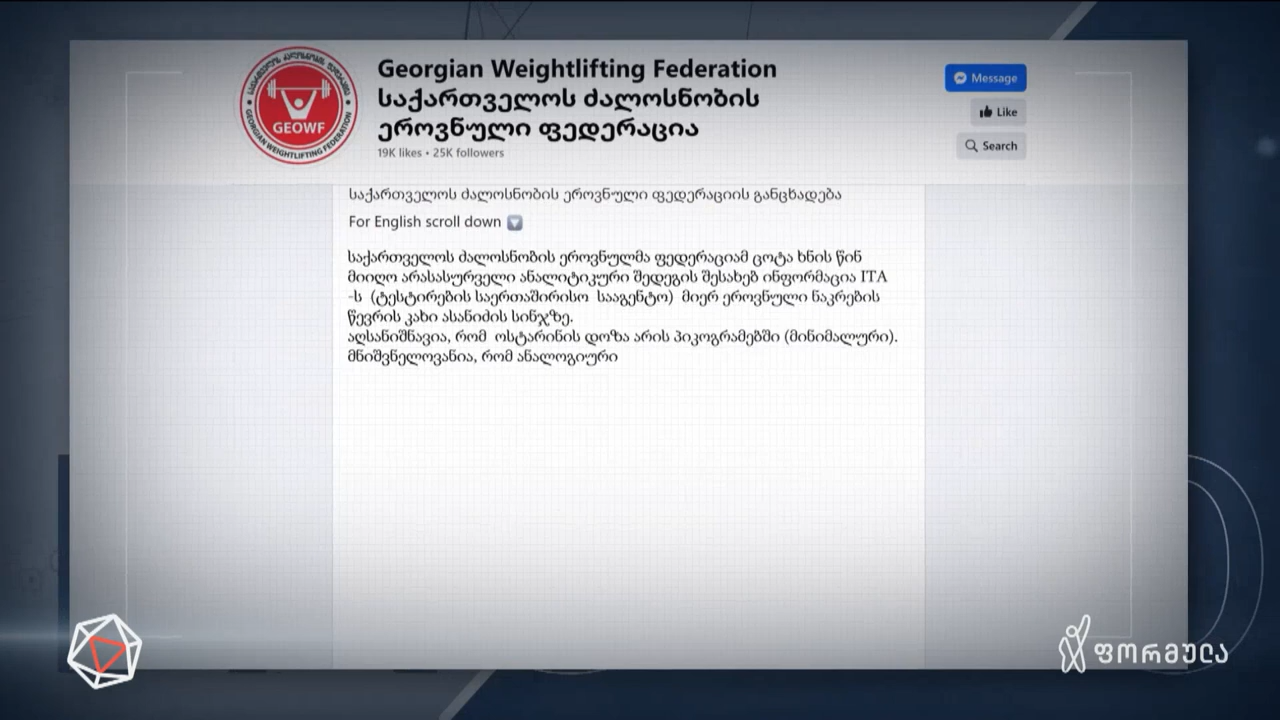 Georgian Weightlifting Federation
საქართველოს ძალოსნობის
ეროვნული ფედერაცია
19K likes • 25K followers
Message
Like
Search
GEOWF
GEORGIAN WEIGHTLIFTING FEDERATION
საქართველოს ძალოსნობის ეროვნული ფედერაციის განცხადება
For English scroll down
საქართველოს ძალოსნობის ეროვნულმა ფედერაციამ ცოტა ხნის წინ
მიიღო არასასურველი ანალიტიკური შედეგის შესახებ ინფორმაცია ITA
-ს (ტესტირების საერთაშორისო სააგენტო) მიერ ეროვნული ნაკრების
წევრის კახი ასანიძის სინჯზე.
აღსანიშნავია, რომ ოსტარინის დოზა არის პიკოგრამებში (მინიმალური).
მნიშვნელოვანია, რომ ანალოგიური
ფორმულა